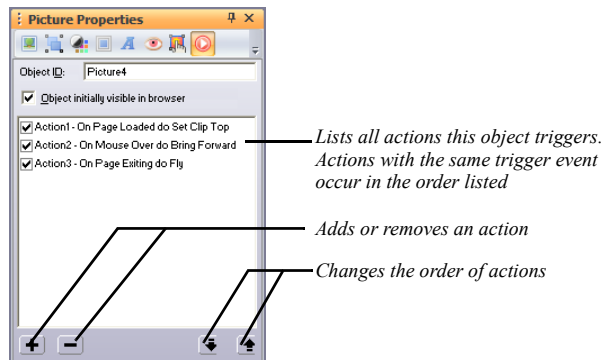 Picture Properties
A
Object ID: Picture4
Object initially visible in browser
Action1 - On Page Loaded do Set Clip Top
Action2 - On Mouse Over do Bring Forward
Action3 - On Page Exiting do Fly
Lists all actions this object triggers.
Actions with the same trigger event
occur in the order listed
Adds or removes an action
Changes the order of actions